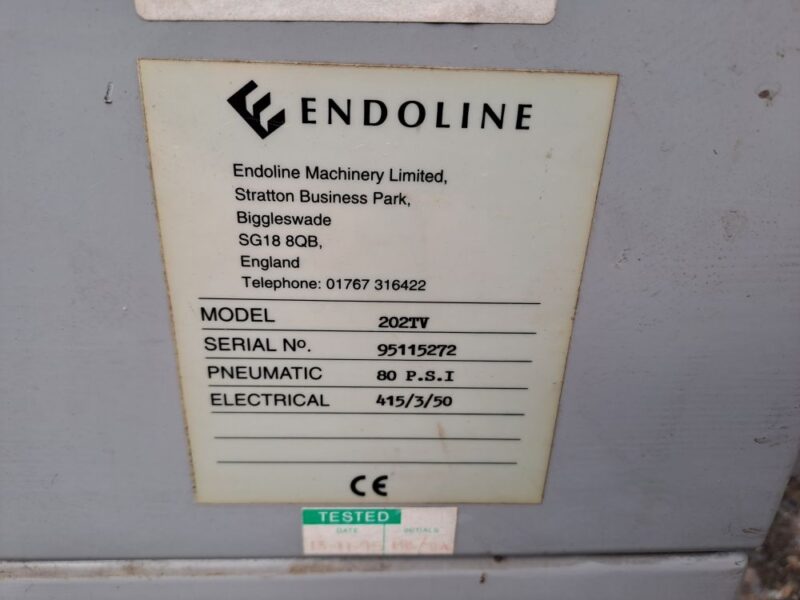 ENDOLINE
Endoline Machinery Limited,
Stratton Business Park,
Biggleswade
SG18 8QB,
England
Telephone: 01767 316422
MODEL 202TV
SERIAL No. 95115272
PNEUMATIC 80 P.S.I
ELECTRICAL 415/3/50
CE
TESTED
DATE INITIALS